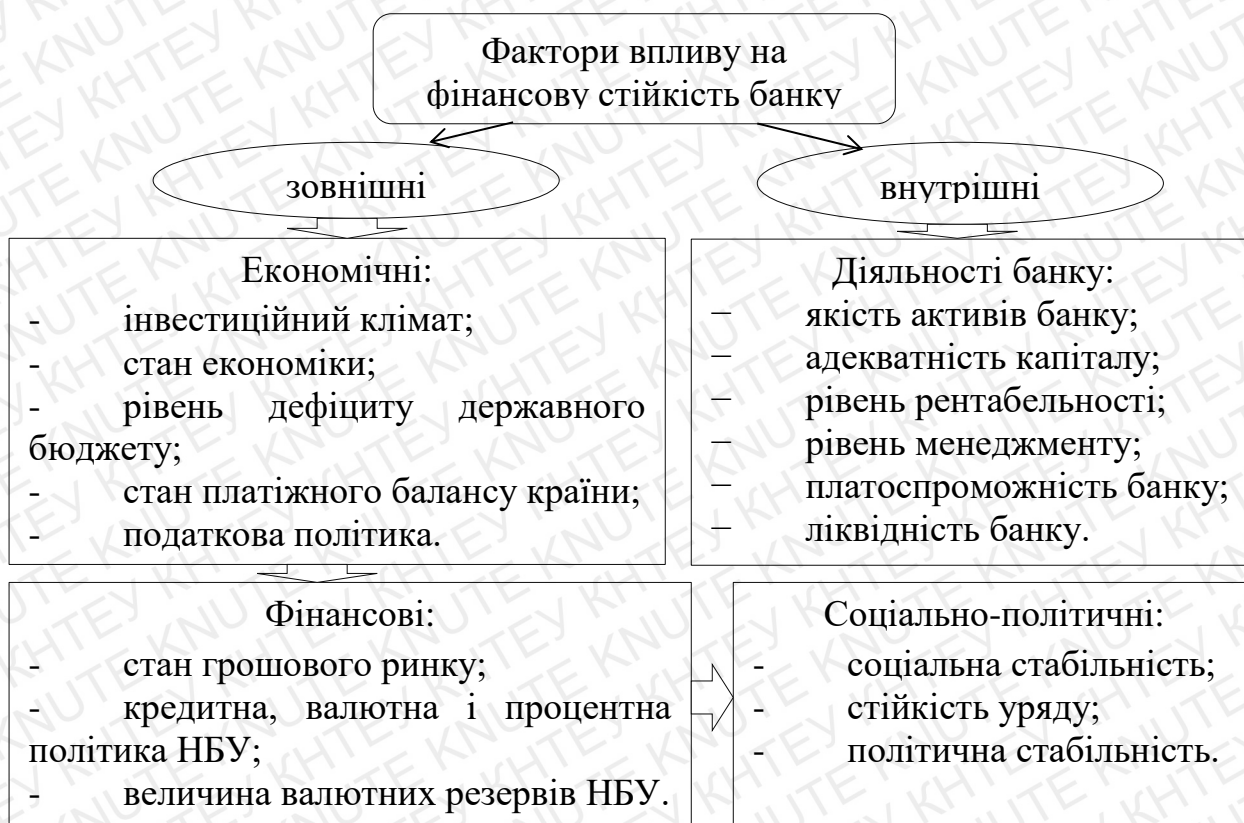 Фактори впливу на
фінансову стійкість банку
зовнішні
внутрішні
Економічні:
- інвестиційний клімат;
- стан економіки;
- рівень дефіциту державного
бюджету;
- стан платіжного балансу країни;
- податкова політика.
Діяльності банку:
− якість активів банку;
− адекватність капіталу;
− рівень рентабельності;
− рівень менеджменту;
− платоспроможність банку;
− ліквідність банку.
Фінансові:
- стан грошового ринку;
- кредитна, валютна і процентна
політика НБУ;
- величина валютних резервів НБУ.
Соціально-політичні:
- соціальна стабільність;
- стійкість уряду;
- політична стабільність.